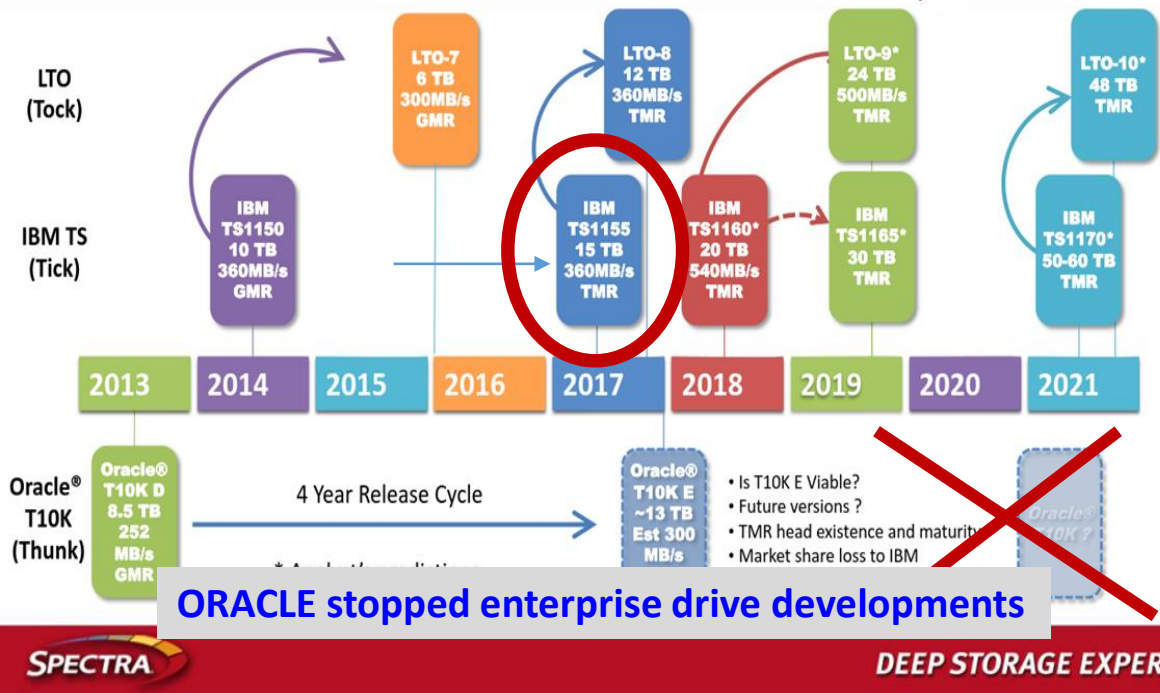 LTO
(Tock)
LTO-7
6 TB
300MB/s
GMR
LTO-8
12 TB
360MB/s
TMR
LTO-9*
24 TB
500MB/s
TMR
LTO-10*
48 TB
TMR
IBM TS
(Tick)
IBM
TS1150
10 TB
360MB/s
GMR
IBM
TS1155
15 TB
360MB/s
TMR
IBM
TS1160*
20 TB
540MB/s
TMR
IBM
TS1165*
30 TB
TMR
IBM
TS1170*
50-60 TB
TMR
2013 2014 2015 2016 2017 2018 2019 2020 2021
Oracle®
T10K
(Thunk)
Oracle®
T10K D
8.5 TB
252
MB/s
GMR
4 Year Release Cycle
Oracle®
T10K E
~13 TB
Est 300
MB/s
• Is T10K E Viable?
• Future versions ?
• TMR head existence and maturity
• Market share loss to IBM
Oracle®
T10K ?
ORACLE stopped enterprise drive developments
SPECTRA
DEEP STORAGE EXPER